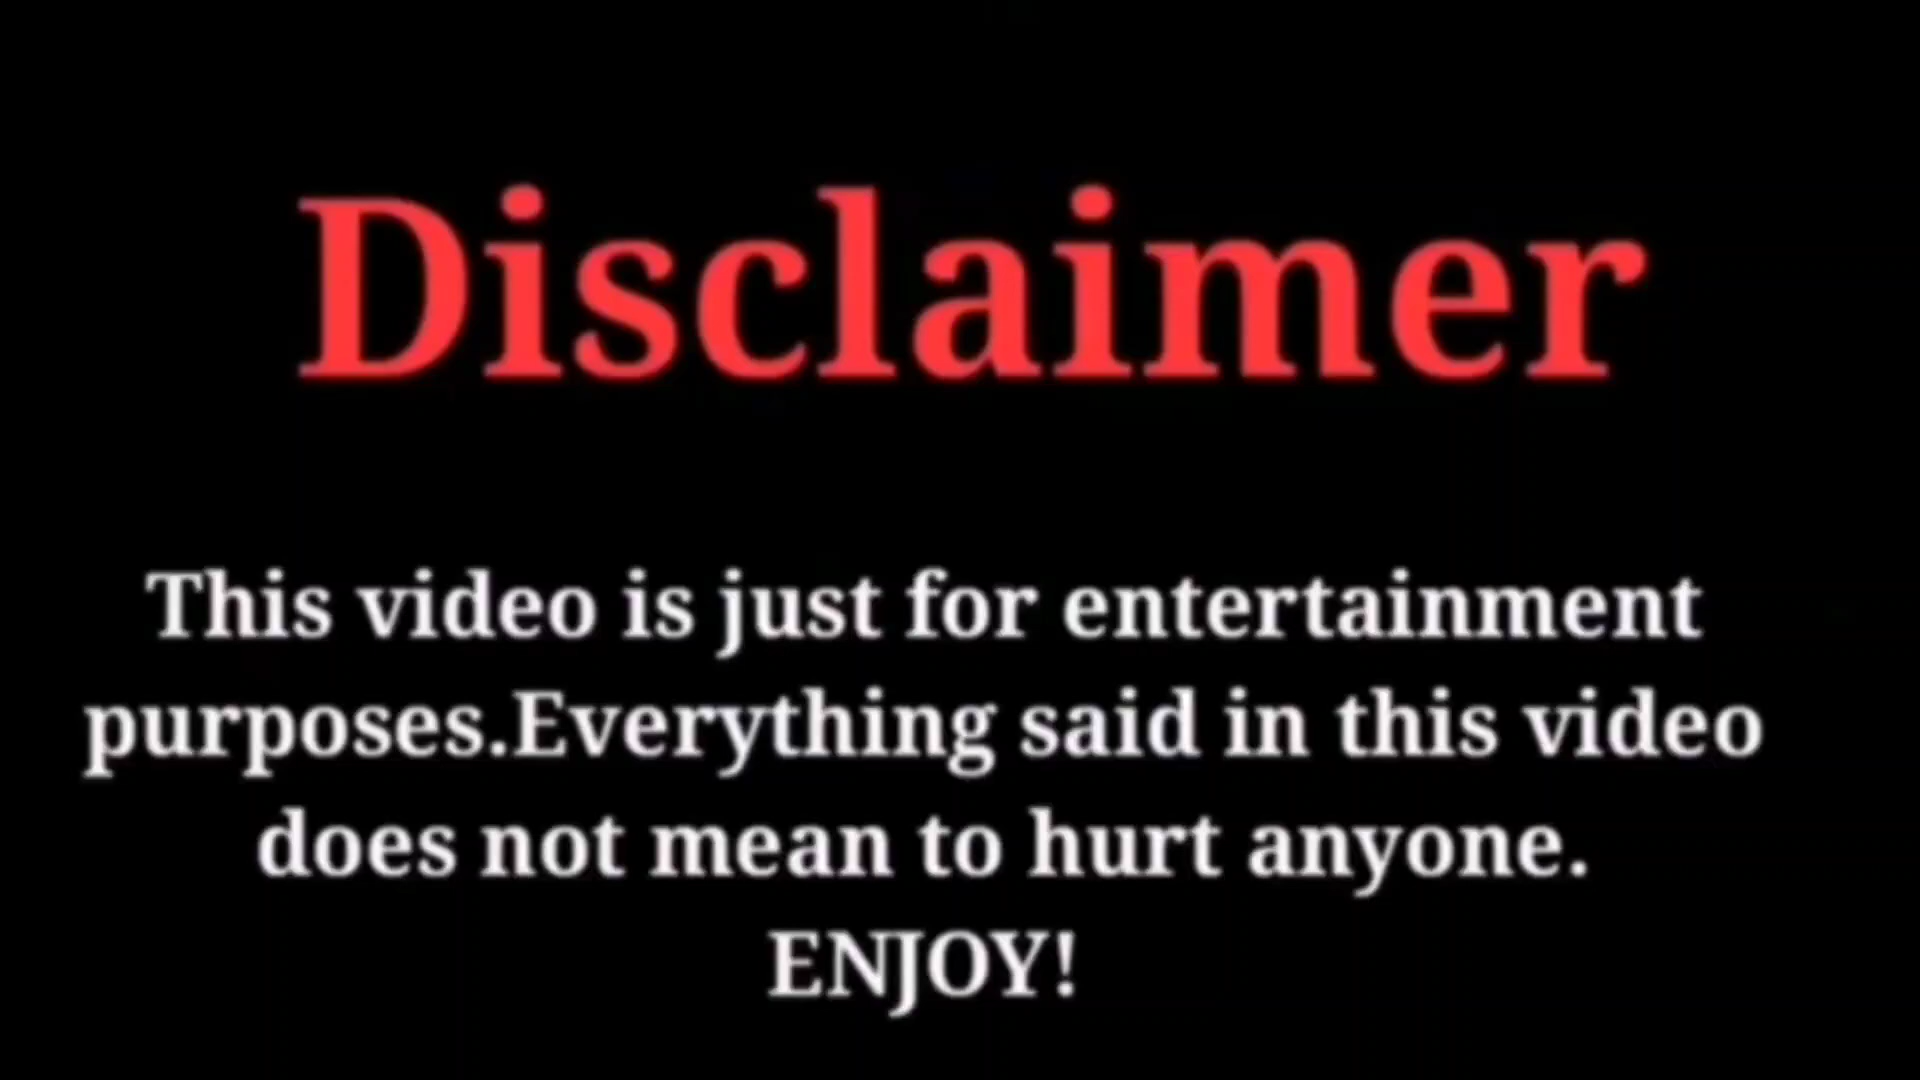 Disclaimer
This video is just for entertainment
purposes.Everything said in this video
does not mean to hurt anyone.
ENJOY!